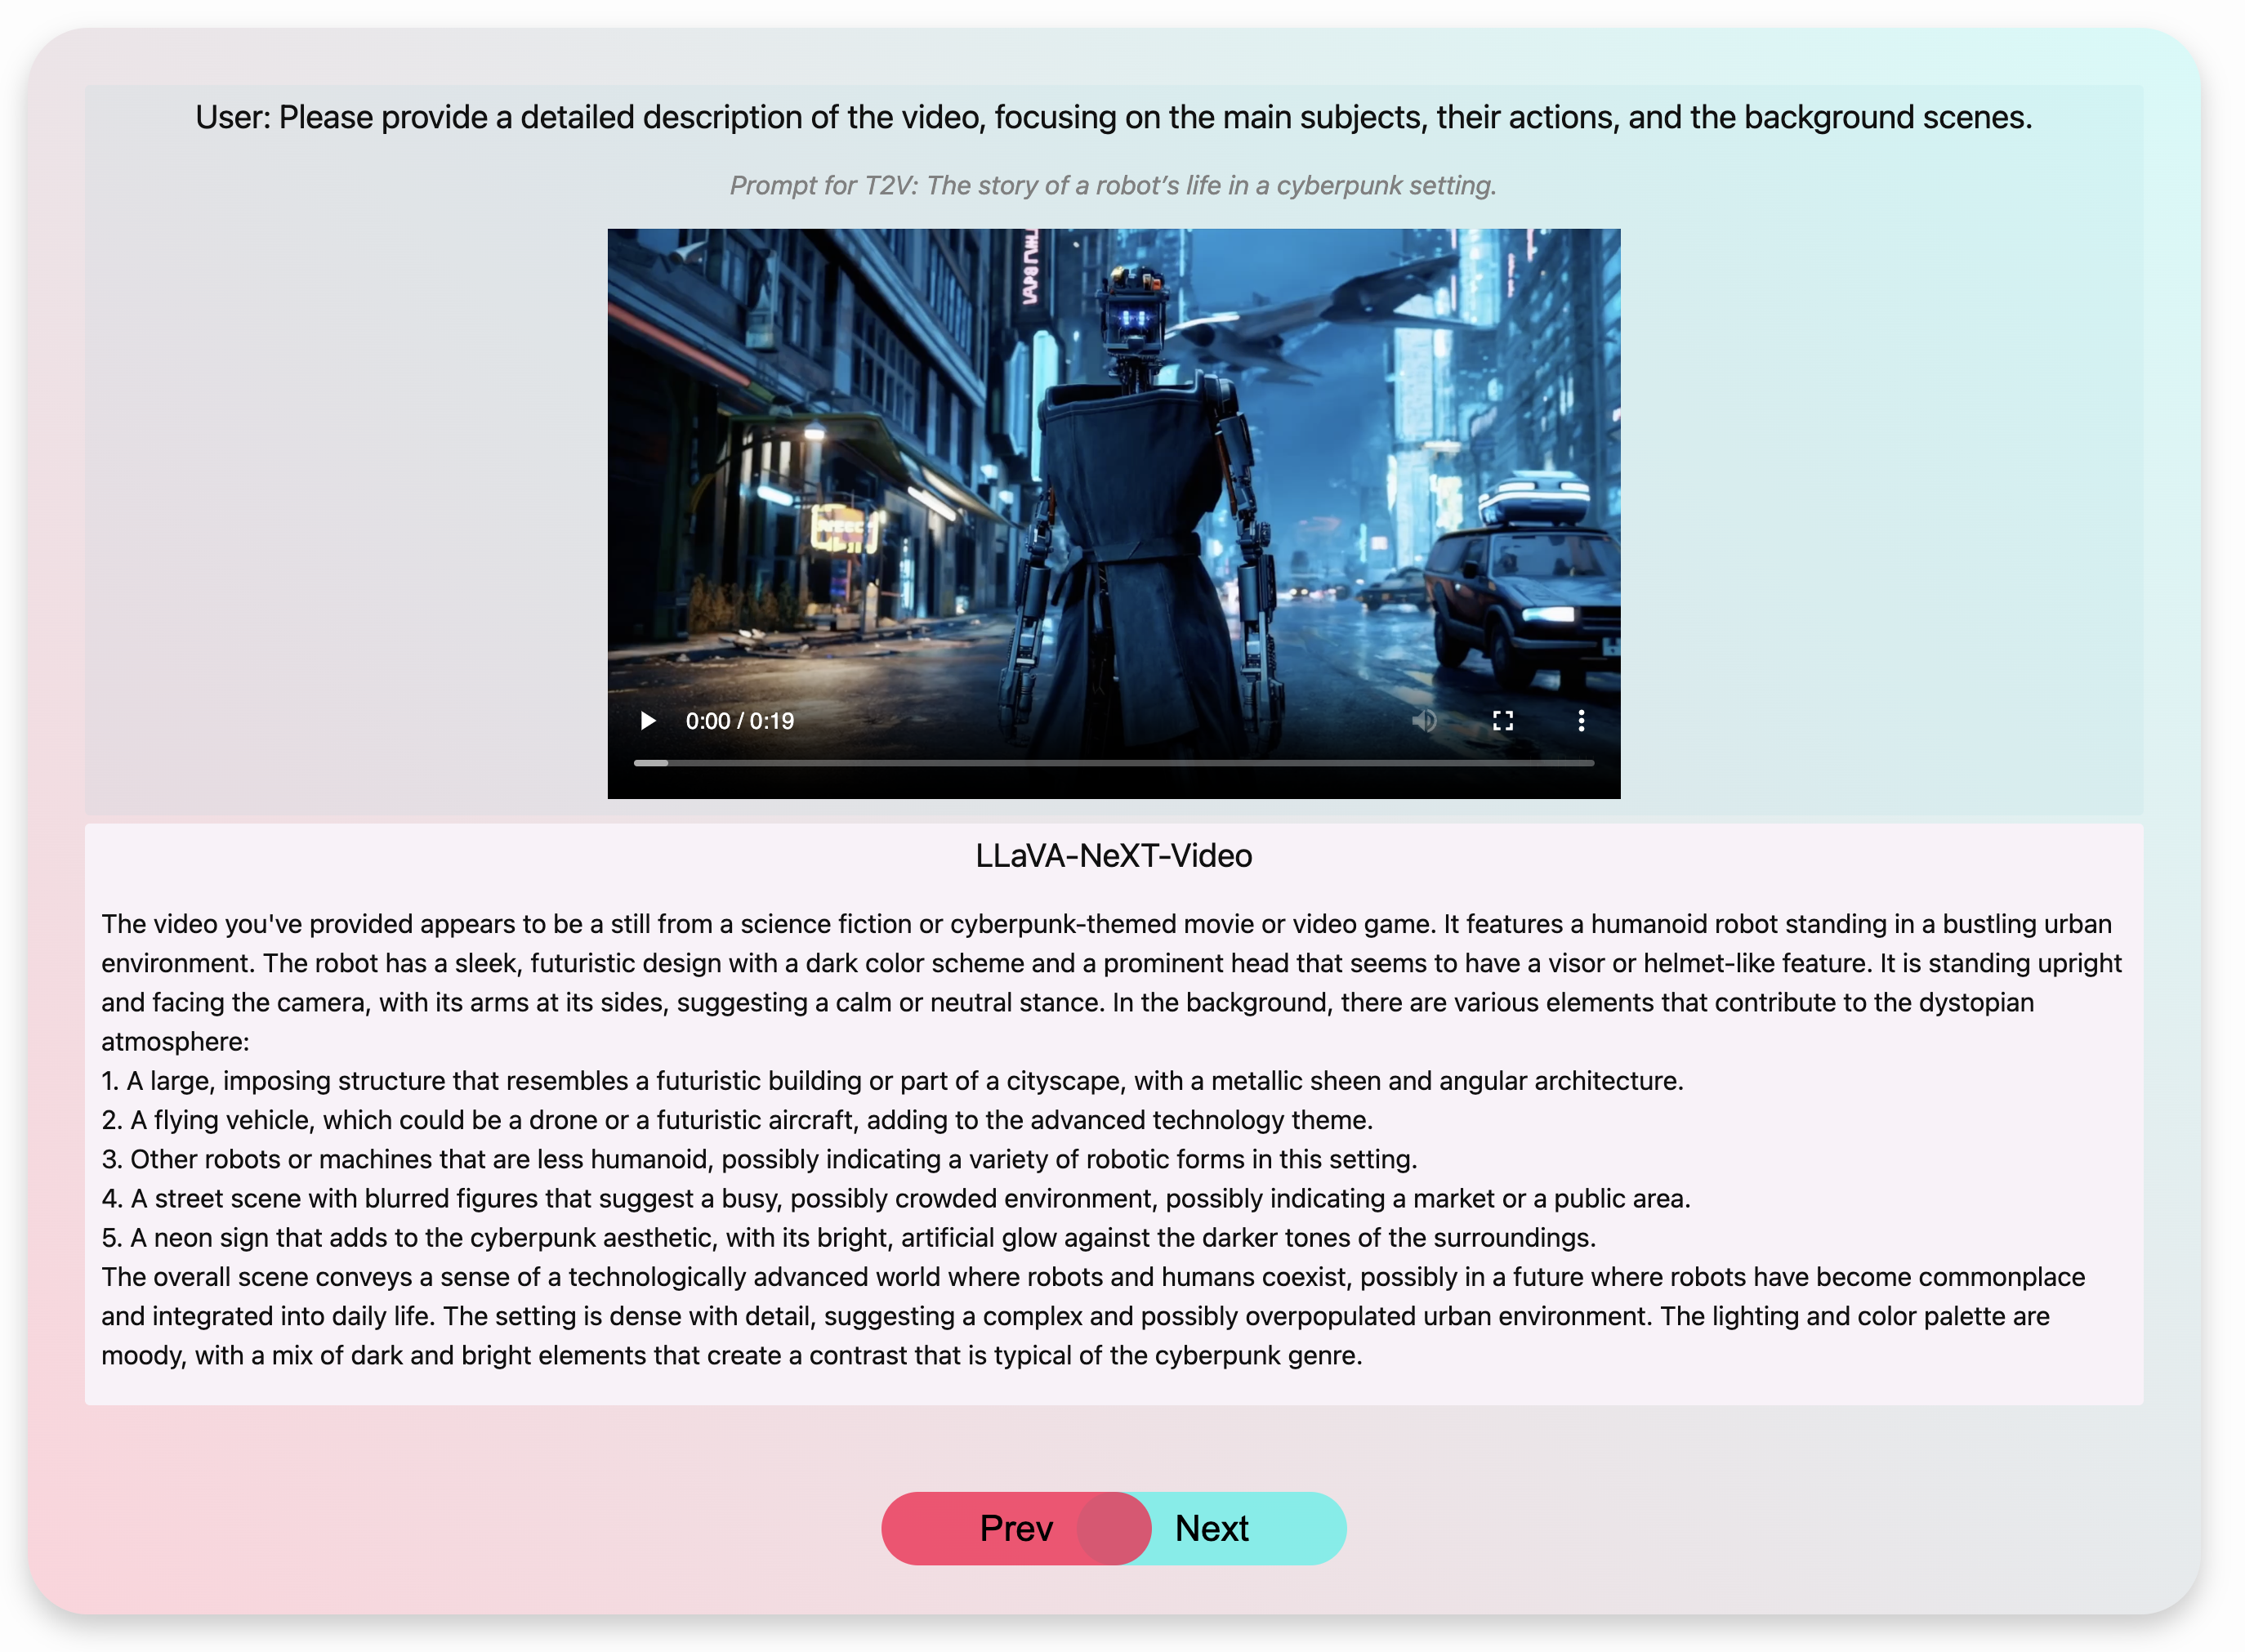 User: Please provide a detailed description of the video, focusing on the main subjects, their actions, and the background scenes.
Prompt for T2V: The story of a robot’s life in a cyberpunk setting.
0:00 / 0:19
LLaVA-NeXT-Video
The video you've provided appears to be a still from a science fiction or cyberpunk-themed movie or video game. It features a humanoid robot standing in a bustling urban
environment. The robot has a sleek, futuristic design with a dark color scheme and a prominent head that seems to have a visor or helmet-like feature. It is standing upright
and facing the camera, with its arms at its sides, suggesting a calm or neutral stance. In the background, there are various elements that contribute to the dystopian
atmosphere:
1. A large, imposing structure that resembles a futuristic building or part of a cityscape, with a metallic sheen and angular architecture.
2. A flying vehicle, which could be a drone or a futuristic aircraft, adding to the advanced technology theme.
3. Other robots or machines that are less humanoid, possibly indicating a variety of robotic forms in this setting.
4. A street scene with blurred figures that suggest a busy, possibly crowded environment, possibly indicating a market or a public area.
5. A neon sign that adds to the cyberpunk aesthetic, with its bright, artificial glow against the darker tones of the surroundings.
The overall scene conveys a sense of a technologically advanced world where robots and humans coexist, possibly in a future where robots have become commonplace
and integrated into daily life. The setting is dense with detail, suggesting a complex and possibly overpopulated urban environment. The lighting and color palette are
moody, with a mix of dark and bright elements that create a contrast that is typical of the cyberpunk genre.
Prev Next